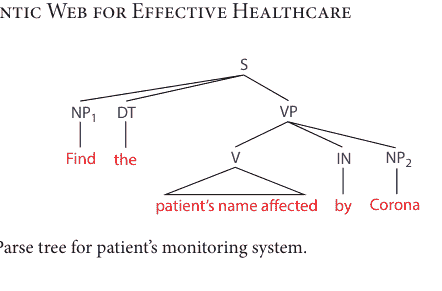 NTIC WEB FOR EFFECTIVE HEALTHCARE
S
NP1 DT VP
Find the V IN NP2
patient's name affected by Corona
Parse tree for patient's monitoring system.